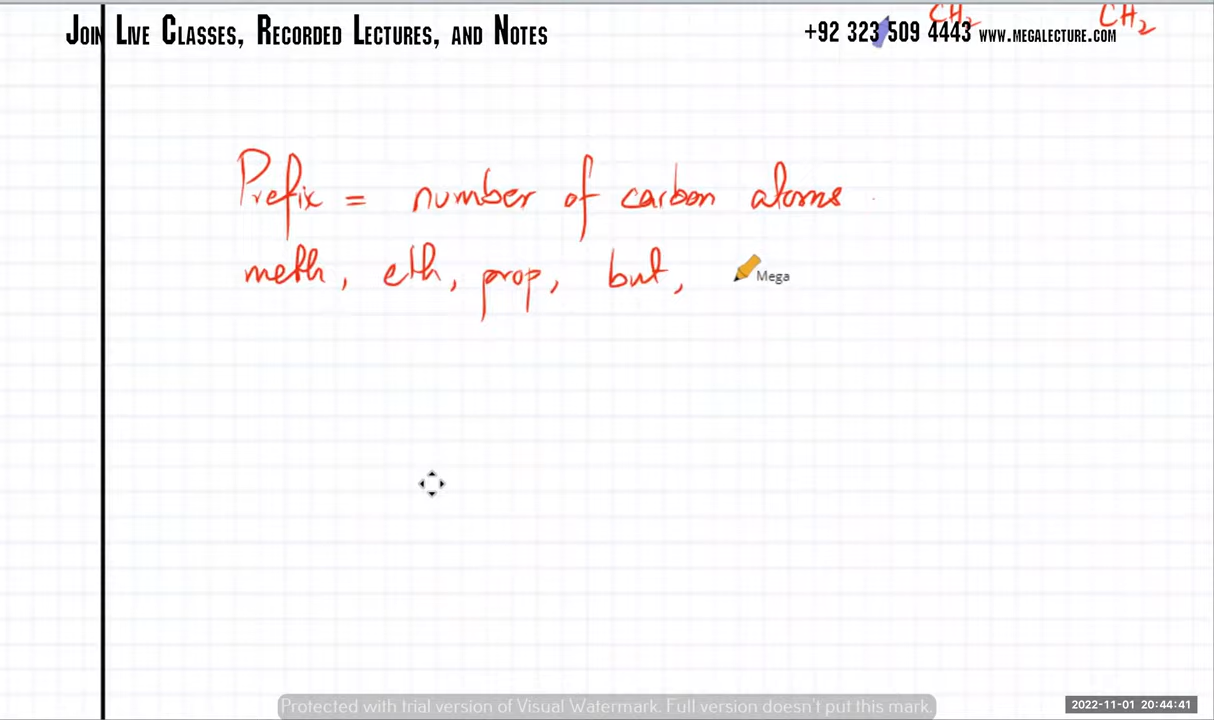 CH2 CH2
JOIN LIVE CLASSES, RECORDED LECTURES, AND NOTES +92 323 509 4443 WWW.MEGALECTURE.COM
Prefix = number of carbon atoms
meth, eth, prop, but,
Mega
Protected with trial version of Visual Watermark. Full version doesn't put this mark.
2022-11-01 20:44:41